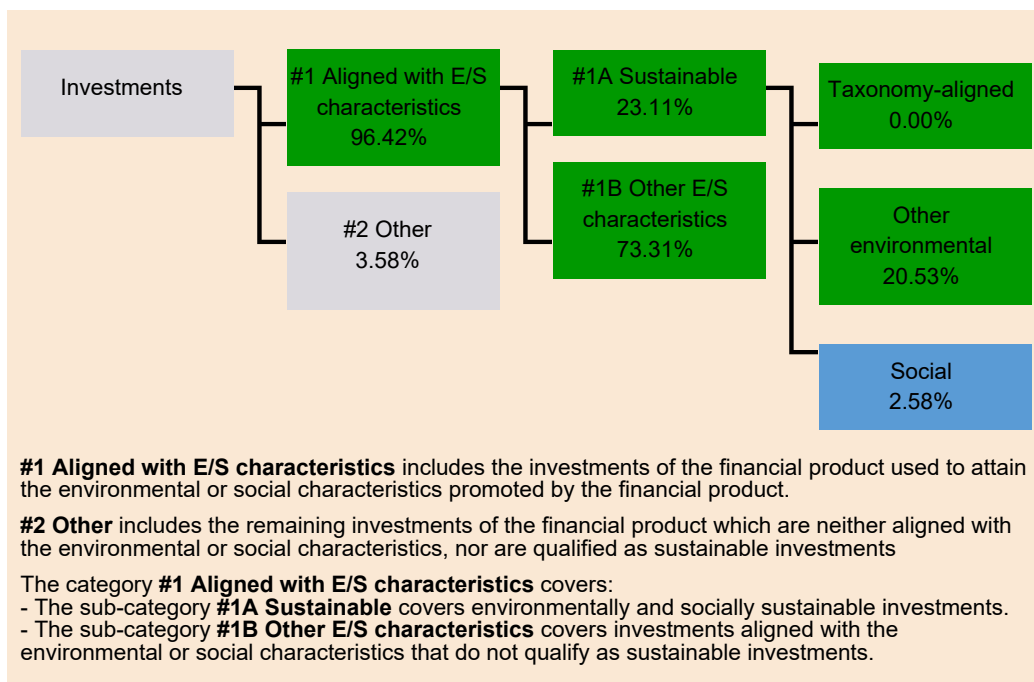 Investments
#1 Aligned with E/S
characteristics
96.42%
#2 Other
3.58%
#1A Sustainable
23.11%
#1B Other E/S
characteristics
73.31%
Taxonomy-aligned
0.00%
Other
environmental
20.53%
Social
2.58%
#1 Aligned with E/S characteristics includes the investments of the financial product used to attain
the environmental or social characteristics promoted by the financial product.
#2 Other includes the remaining investments of the financial product which are neither aligned with
the environmental or social characteristics, nor are qualified as sustainable investments
The category #1 Aligned with E/S characteristics covers:
- The sub-category #1A Sustainable covers environmentally and socially sustainable investments.
- The sub-category #1B Other E/S characteristics covers investments aligned with the
environmental or social characteristics that do not qualify as sustainable investments.